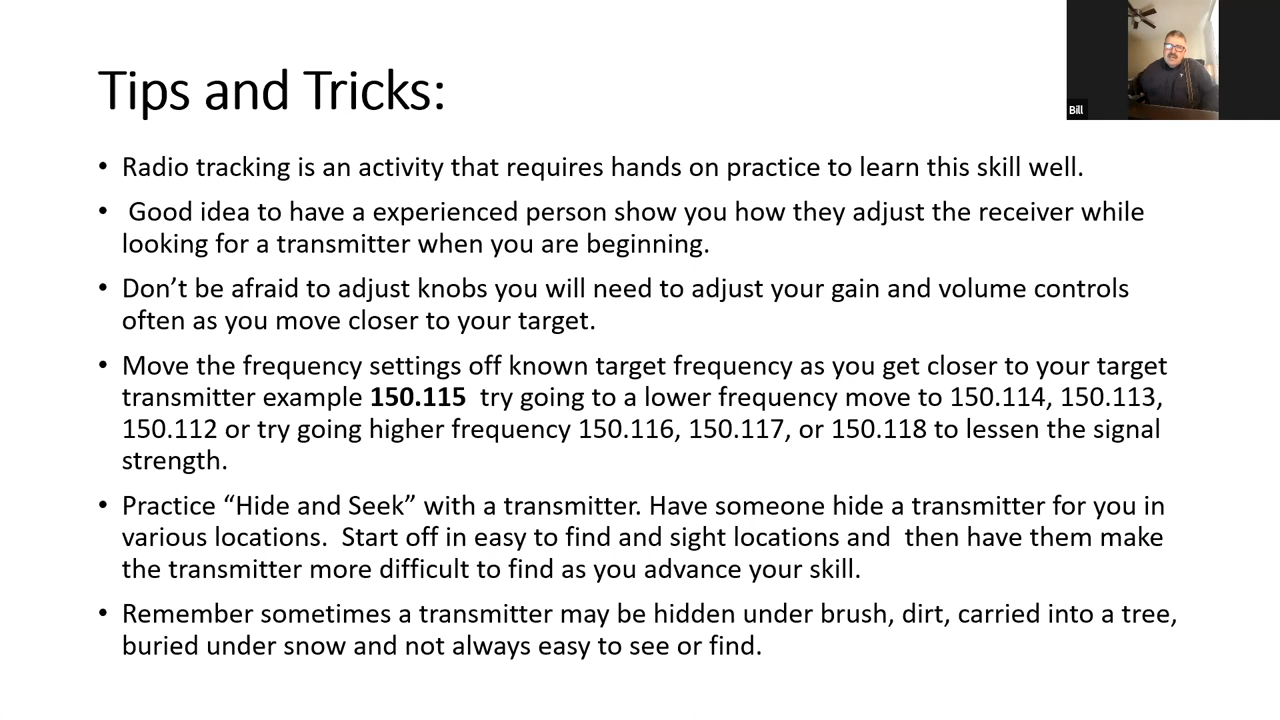 Tips and Tricks:
Bill
• Radio tracking is an activity that requires hands on practice to learn this skill well.
• Good idea to have a experienced person show you how they adjust the receiver while
looking for a transmitter when you are beginning.
• Don’t be afraid to adjust knobs you will need to adjust your gain and volume controls
often as you move closer to your target.
• Move the frequency settings off known target frequency as you get closer to your target
transmitter example 150.115 try going to a lower frequency move to 150.114, 150.113,
150.112 or try going higher frequency 150.116, 150.117, or 150.118 to lessen the signal
strength.
• Practice “Hide and Seek” with a transmitter. Have someone hide a transmitter for you in
various locations. Start off in easy to find and sight locations and then have them make
the transmitter more difficult to find as you advance your skill.
• Remember sometimes a transmitter may be hidden under brush, dirt, carried into a tree,
buried under snow and not always easy to see or find.